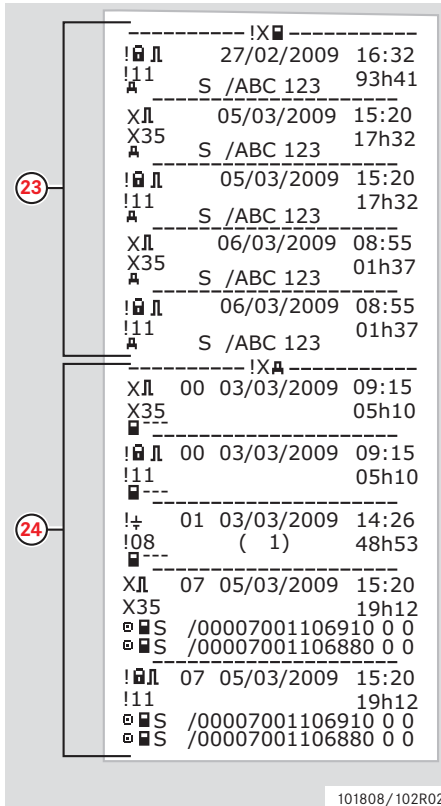 ------------ !X ------------
! 27/02/2009 16:32
!11 93h41
S /ABC 123
X 05/03/2009 15:20
X35 17h32
S /ABC 123
! 05/03/2009 15:20
!11 17h32
S /ABC 123
X 06/03/2009 08:55
X35 01h37
S /ABC 123
! 06/03/2009 08:55
!11 01h37
S /ABC 123
23
------------ !X ------------
X 00 03/03/2009 09:15
X35 05h10
---
! 00 03/03/2009 09:15
!11 05h10
---
! 01 03/03/2009 14:26
!08 ( 1) 48h53
---
24
X 07 05/03/2009 15:20
X35 19h12
S /00007001106910 0 0
S /00007001106880 0 0
! 07 05/03/2009 15:20
!11 19h12
S /00007001106910 0 0
S /00007001106880 0 0
101808/102R02